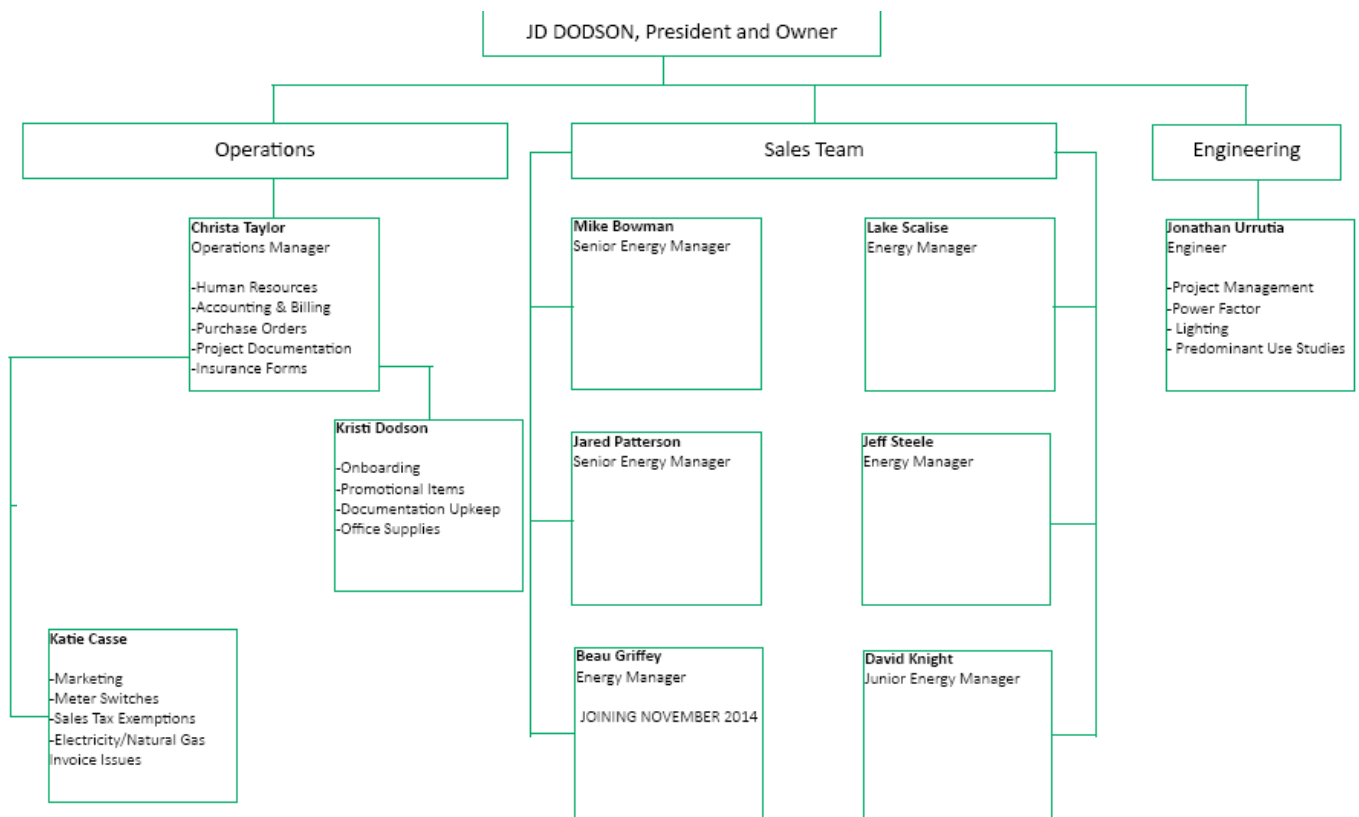 JD DODSON, President and Owner
Operations
Sales Team
Engineering
Christa Taylor
Operations Manager
-Human Resources
-Accounting & Billing
-Purchase Orders
-Project Documentation
-Insurance Forms
Kristi Dodson
-Onboarding
-Promotional Items
-Documentation Upkeep
-Office Supplies
Katie Casse
-Marketing
-Meter Switches
-Sales Tax Exemptions
-Electricity/Natural Gas
Invoice Issues
Mike Bowman
Senior Energy Manager
Lake Scalise
Energy Manager
Jared Patterson
Senior Energy Manager
Jeff Steele
Energy Manager
Beau Griffey
Energy Manager
JOINING NOVEMBER 2014
David Knight
Junior Energy Manager
Jonathan Urrutia
Engineer
-Project Management
-Power Factor
- Lighting
- Predominant Use Studies